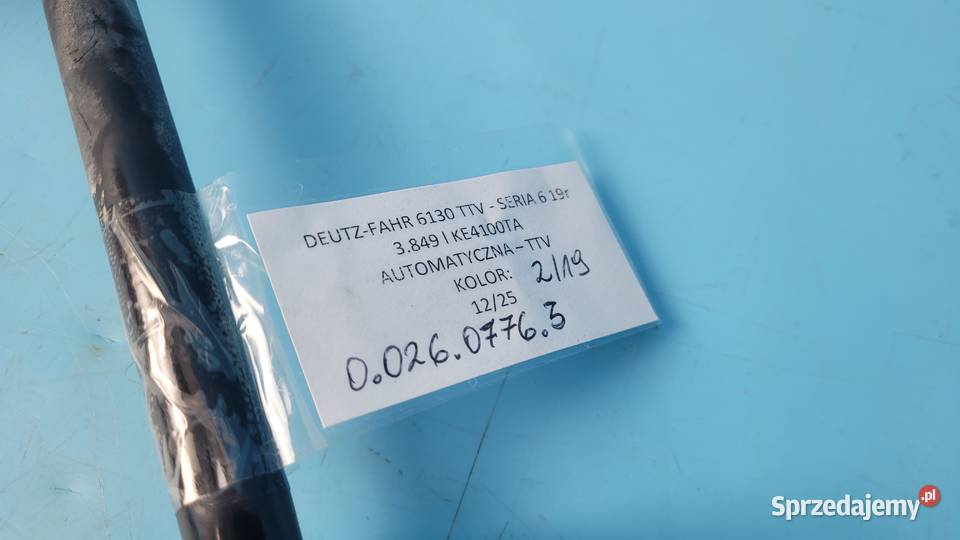 DEUTZ-FAHR 6130 TTV - SERIA 6 19r
3.849 l KE4100TA
AUTOMATYCZNA – TTV
KOLOR: 2/19
12/25
0.026.0776.3
Sprzedajemy.pl